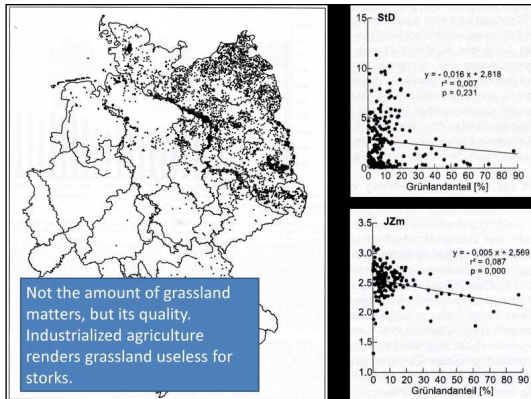 Not the amount of grassland
matters, but its quality.
Industrialized agriculture
renders grassland useless for
storks.
StD
15
10
5
0
y = - 0,016 x + 2,818
r² = 0,007
p = 0,231
0 10 20 30 40 50 60 70 80 90
Grünlandanteil [%]
JZm
3.5
3.0
2.5
2.0
1.5
1.0
y = - 0,005 x + 2,569
r² = 0,087
p = 0,000
0 10 20 30 40 50 60 70 80 90
Grünlandanteil [%]